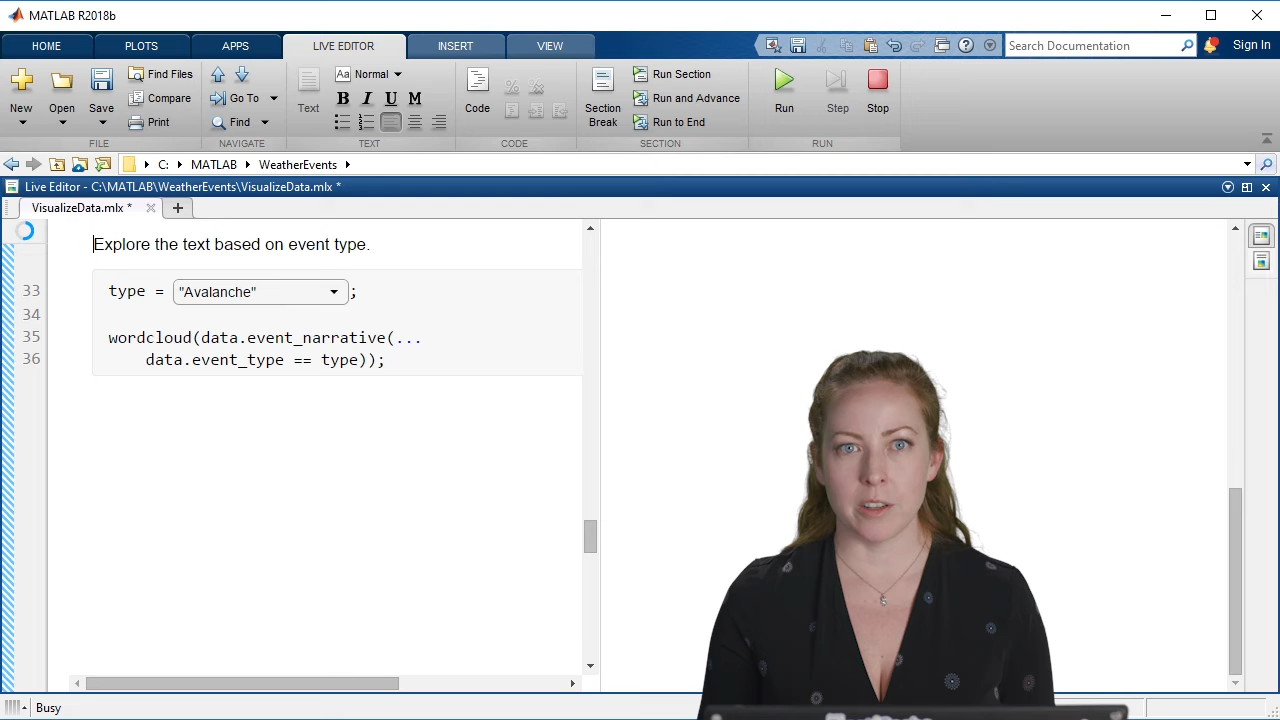 MATLAB R2018b
HOME PLOTS APPS LIVE EDITOR INSERT VIEW Search Documentation Sign In
New Open Save Find Files Compare Print
Go To Find
Text Aa Normal B I U M
Code
Section Break Run Section Run and Advance Run to End
Run Step Stop
FILE NAVIGATE TEXT CODE SECTION RUN
C: MATLAB WeatherEvents
Live Editor - C:\MATLAB\WeatherEvents\VisualizeData.mlx *
VisualizeData.mlx *
Explore the text based on event type.
33 type = "Avalanche" ;
34
35 wordcloud(data.event_narrative(...
36 data.event_type == type));
Busy